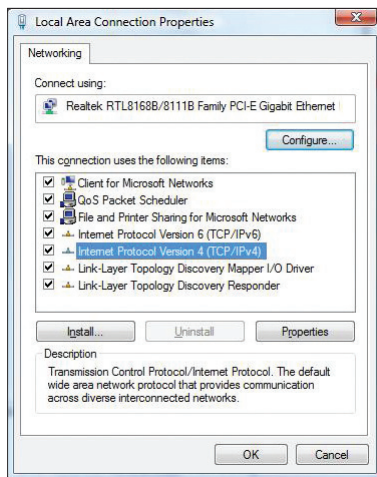 Local Area Connection Properties
Networking
Connect using:
Realtek RTL8168B/8111B Family PCI-E Gigabit Ethernet
Configure...
This connection uses the following items:
Client for Microsoft Networks
QoS Packet Scheduler
File and Printer Sharing for Microsoft Networks
Internet Protocol Version 6 (TCP/IPv6)
Internet Protocol Version 4 (TCP/IPv4)
Link-Layer Topology Discovery Mapper I/O Driver
Link-Layer Topology Discovery Responder
Install... Uninstall Properties
Description
Transmission Control Protocol/Internet Protocol. The default
wide area network protocol that provides communication
across diverse interconnected networks.
OK Cancel